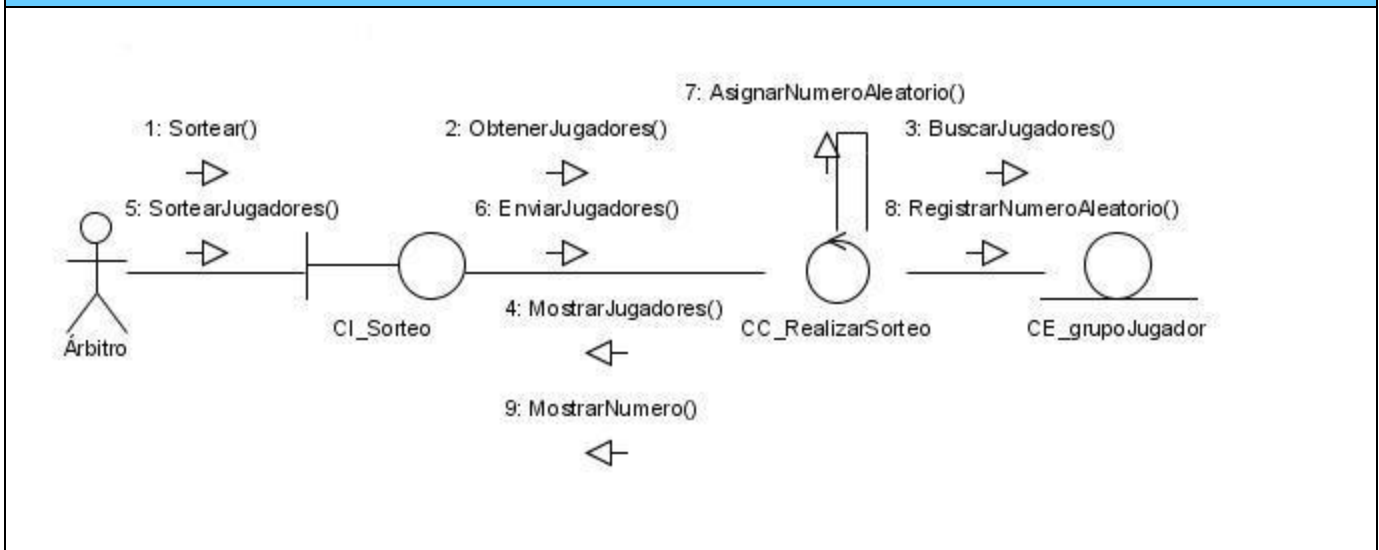 7: AsignarNumeroAleatorio()
1: Sortear()
2: ObtenerJugadores()
3: BuscarJugadores()
5: SortearJugadores()
6: EnviarJugadores()
8: RegistrarNumeroAleatorio()
4: MostrarJugadores()
CI_Sorteo
CC_RealizarSorteo
CE_grupoJugador
Árbitro
9: MostrarNumero()